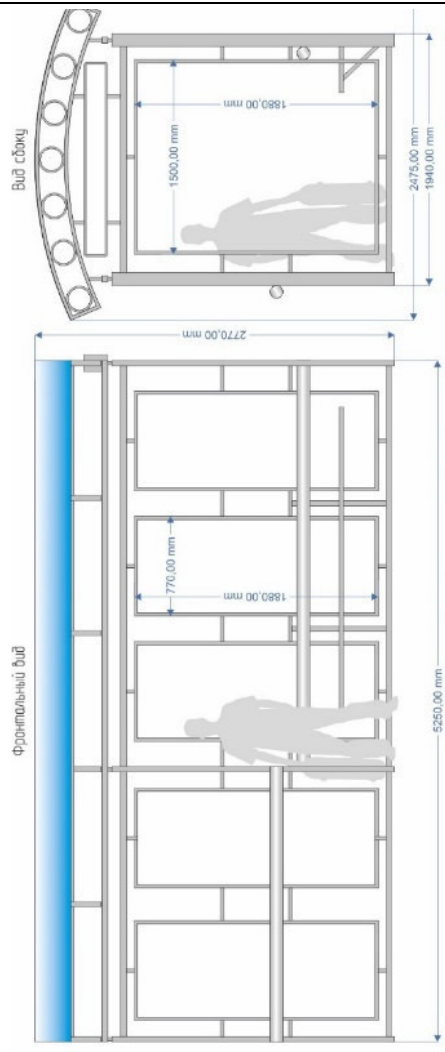 Вид сбоку
1880,00 mm
1500,00 mm
2475,00 mm
1940,00 mm
2770,00 mm
Фронтальный вид
770,00 mm
1880,00 mm
5250,00 mm